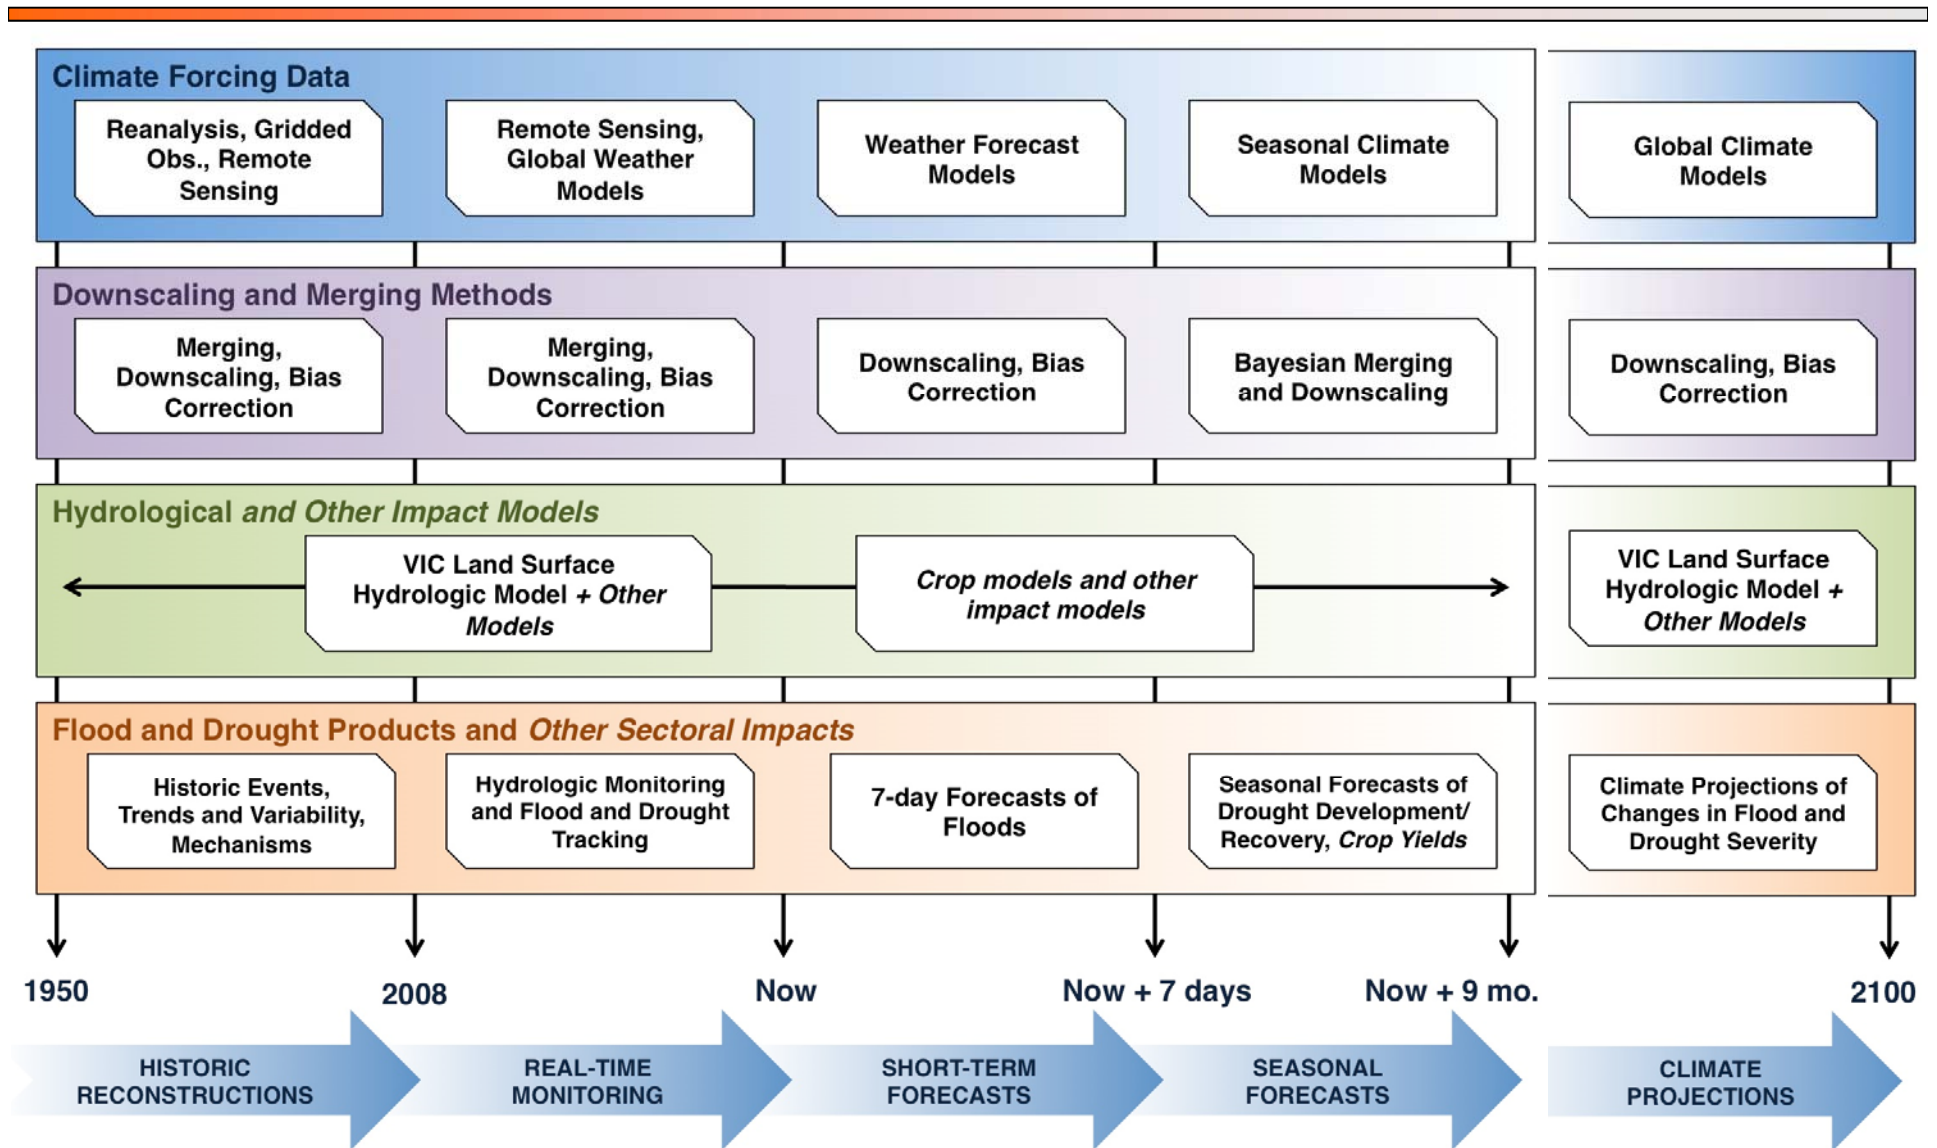 Climate Forcing Data
Reanalysis, Gridded
Obs., Remote
Sensing
Remote Sensing,
Global Weather
Models
Weather Forecast
Models
Seasonal Climate
Models
Global Climate
Models
Downscaling and Merging Methods
Merging,
Downscaling, Bias
Correction
Merging,
Downscaling, Bias
Correction
Downscaling, Bias
Correction
Bayesian Merging
and Downscaling
Downscaling, Bias
Correction
Hydrological and Other Impact Models
VIC Land Surface
Hydrologic Model + Other
Models
Crop models and other
impact models
VIC Land Surface
Hydrologic Model +
Other Models
Flood and Drought Products and Other Sectoral Impacts
Historic Events,
Trends and Variability,
Mechanisms
Hydrologic Monitoring
and Flood and Drought
Tracking
7-day Forecasts of
Floods
Seasonal Forecasts of
Drought Development/
Recovery, Crop Yields
Climate Projections of
Changes in Flood and
Drought Severity
1950
2008
Now
Now + 7 days
Now + 9 mo.
2100
HISTORIC
RECONSTRUCTIONS
REAL-TIME
MONITORING
SHORT-TERM
FORECASTS
SEASONAL
FORECASTS
CLIMATE
PROJECTIONS